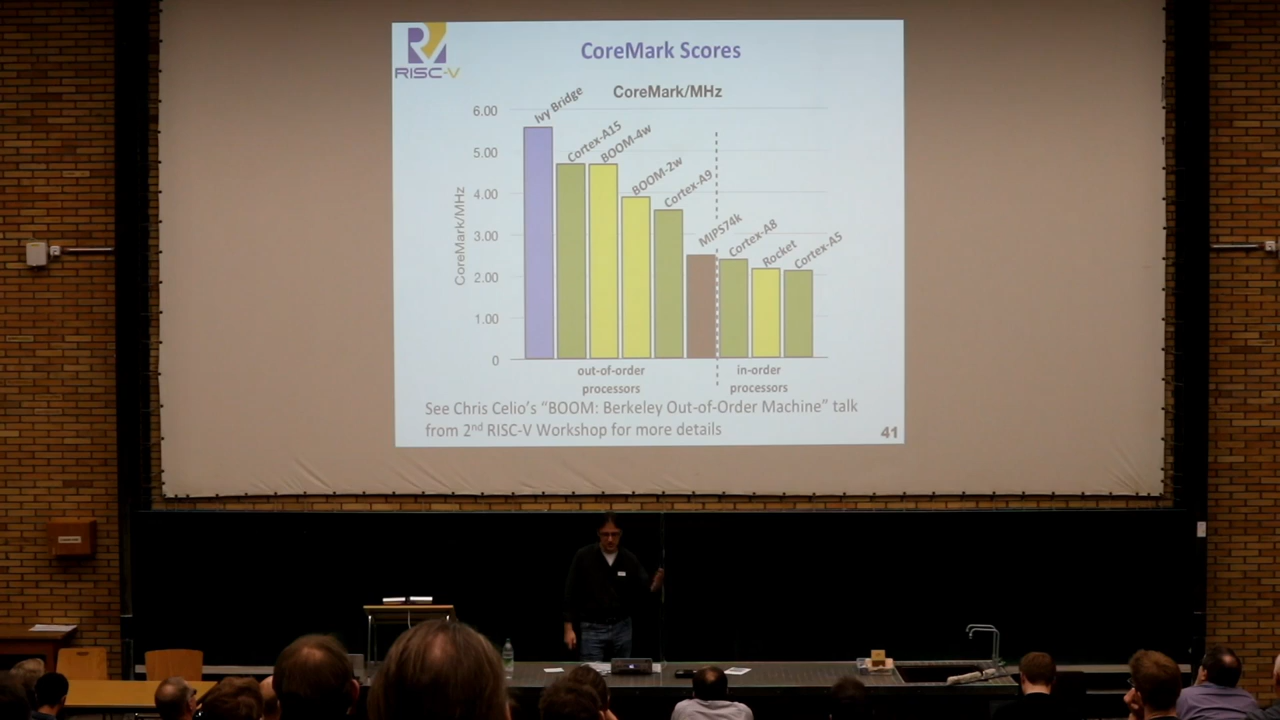 RISC-V
CoreMark Scores
CoreMark/MHz
CoreMark/MHz
6.00
5.00
4.00
3.00
2.00
1.00
0
Ivy Bridge
Cortex-A15
BOOM-4w
BOOM-2w
Cortex-A9
MIPS74k
Cortex-A8
Rocket
Cortex-A5
out-of-order
processors
in-order
processors
See Chris Celio's “BOOM: Berkeley Out-of-Order Machine” talk
from 2nd RISC-V Workshop for more details
41